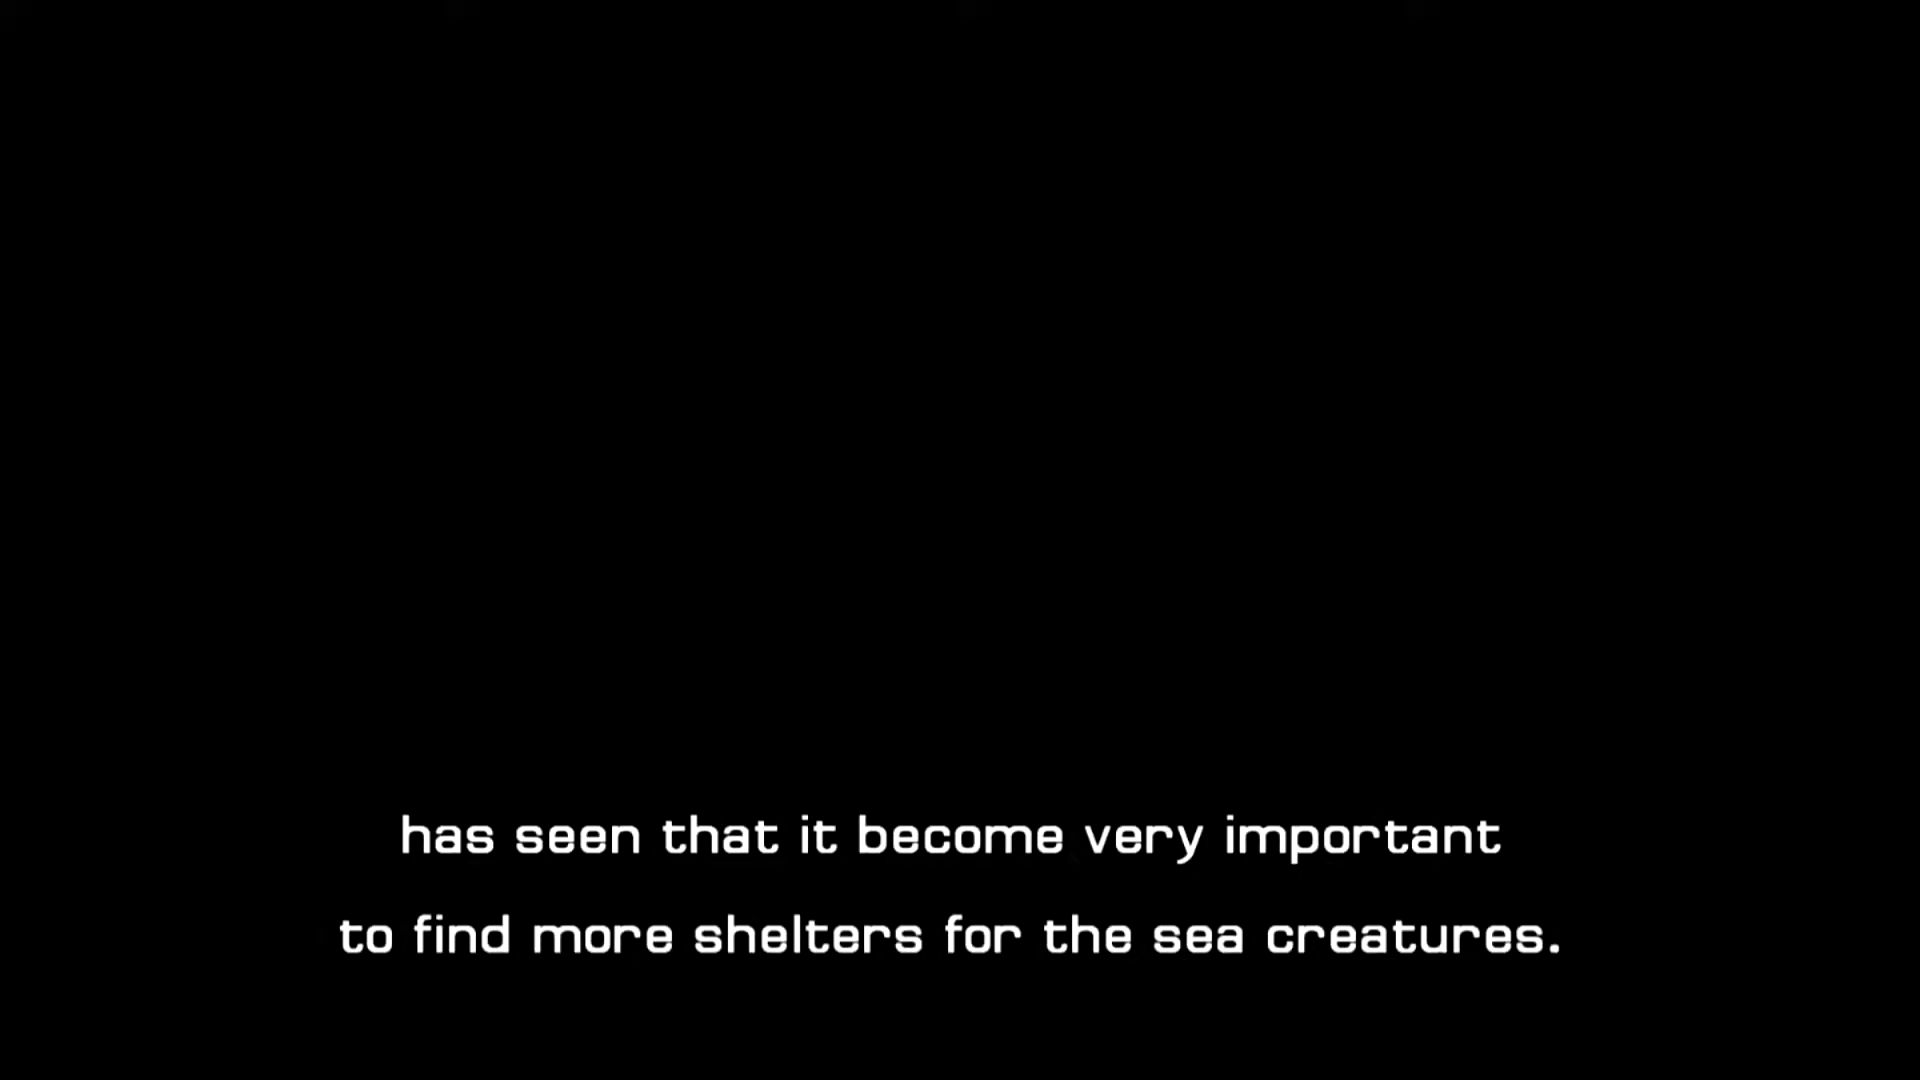 has seen that it become very important
to find more shelters for the sea creatures.